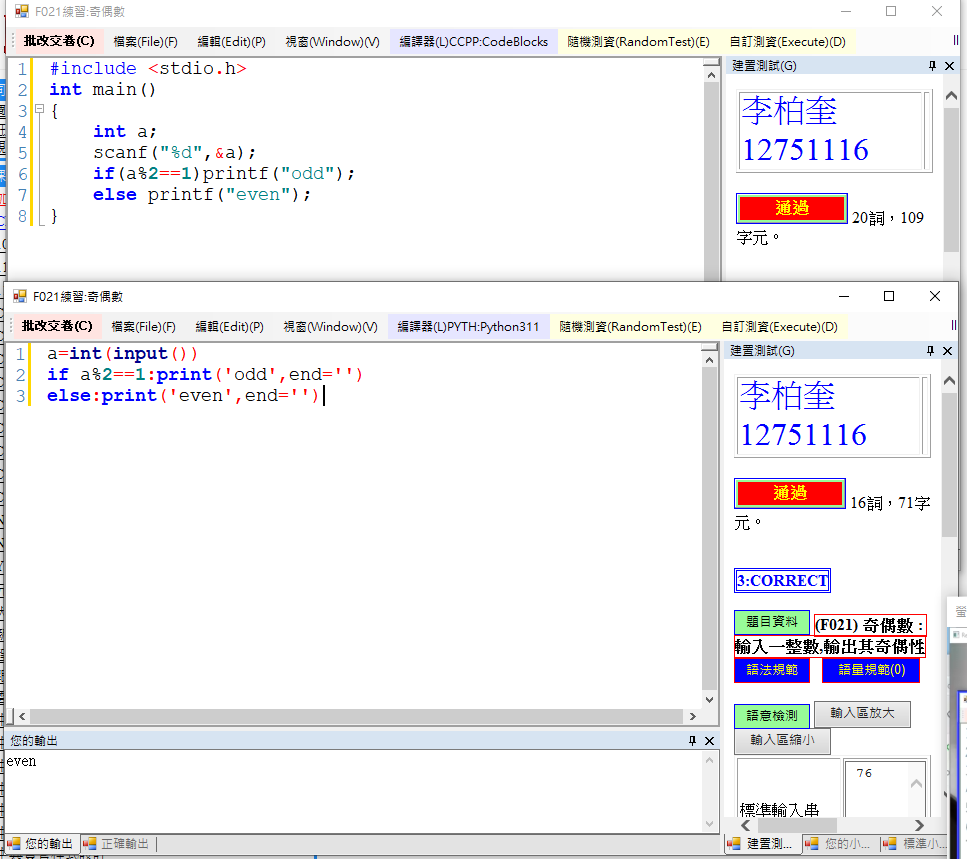 F021練習:奇偶數
批改交卷(C) 檔案(File)(F) 編輯(Edit)(P) 視窗(Window)(V) 編譯器(L)CCPP:CodeBlocks 隨機測資(RandomTest)(E) 自訂測資(Execute)(D)
1 #include <stdio.h>
2 int main()
3 {
4 int a;
5 scanf("%d",&a);
6 if(a%2==1)printf("odd");
7 else printf("even");
8 }
建置測試(G)
李柏奎
12751116
通過 20詞，109
字元。
F021練習:奇偶數
批改交卷(C) 檔案(File)(F) 編輯(Edit)(P) 視窗(Window)(V) 編譯器(L)PYTH:Python311 隨機測資(RandomTest)(E) 自訂測資(Execute)(D)
1 a=int(input())
2 if a%2==1:print('odd',end='')
3 else:print('even',end='')
建置測試(G)
李柏奎
12751116
通過 16詞，71字
元。
3:CORRECT
題目資料 (F021) 奇偶數 :
輸入一整數,輸出其奇偶性
語法規範 語量規範(0)
語意檢測 輸入區放大
輸入區縮小
76
標準輸入串
您的輸出
even
您的輸出 正確輸出
建置測... 您的小... 標準小...